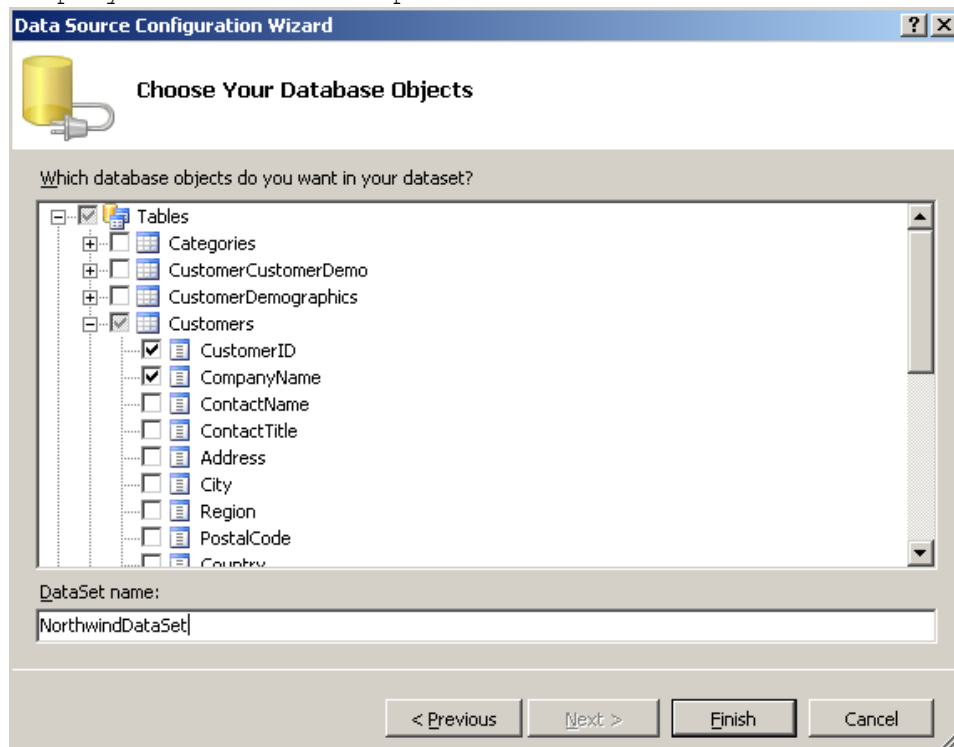 Data Source Configuration Wizard
Choose Your Database Objects
Which database objects do you want in your dataset?
Tables
Categories
CustomerCustomerDemo
CustomerDemographics
Customers
CustomerID
CompanyName
ContactName
ContactTitle
Address
City
Region
PostalCode
Country
DataSet name:
NorthwindDataSet
< Previous Next > Finish Cancel